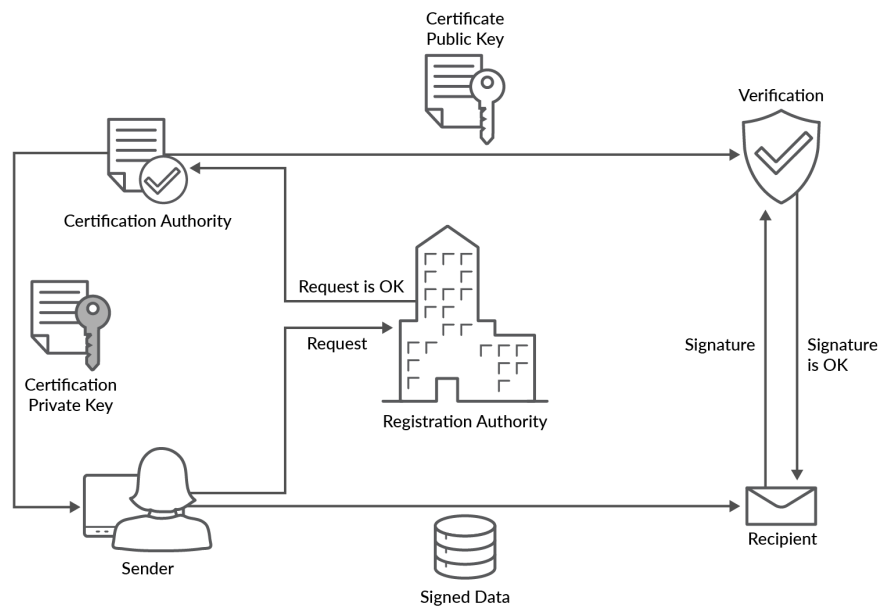 Certificate
Public Key
Verification
Certification Authority
Request is OK
Request
Signature
Signature
is OK
Certification
Private Key
Registration Authority
Recipient
Sender
Signed Data